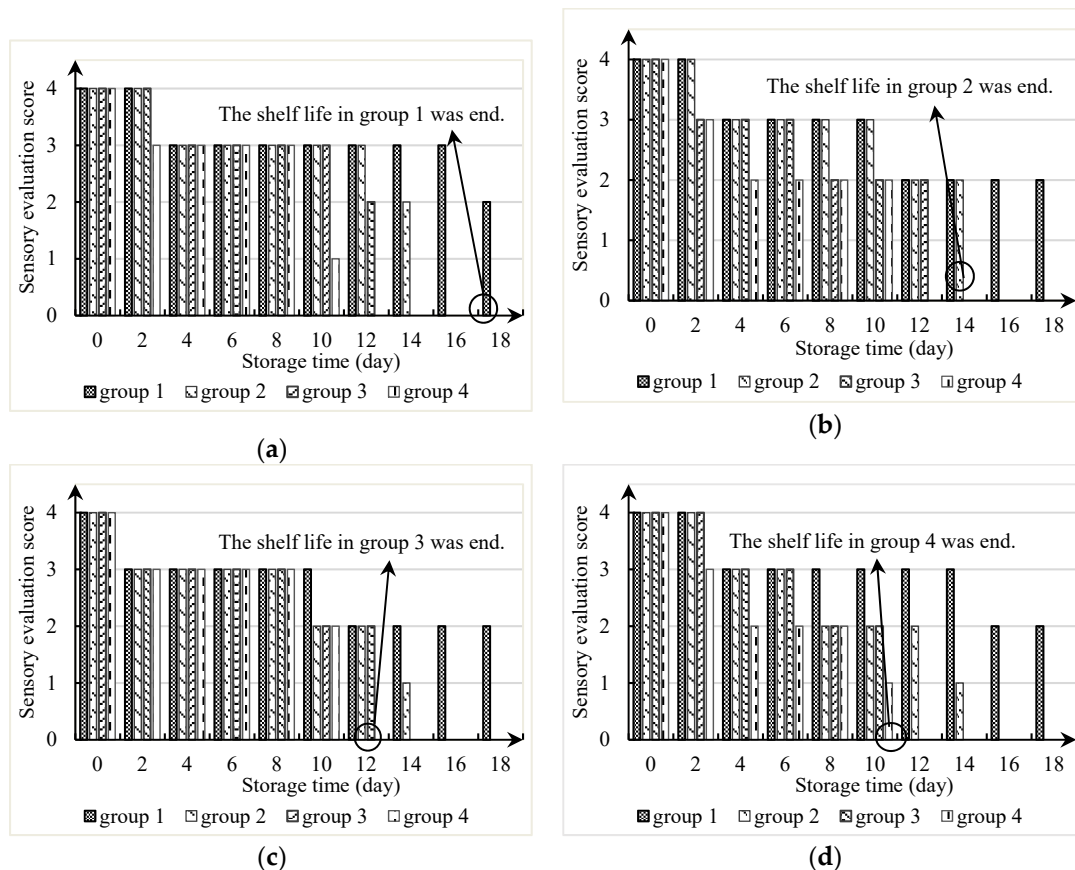 Sensory evaluation score
4
3
2
1
0
The shelf life in group 1 was end.
0 2 4 6 8 10 12 14 16 18
Storage time (day)
group 1 group 2 group 3 group 4
(a)
Sensory evaluation score
4
3
2
1
0
The shelf life in group 2 was end.
0 2 4 6 8 10 12 14 16 18
Storage time (day)
group 1 group 2 group 3 group 4
(b)
Sensory evaluation score
4
3
2
1
0
The shelf life in group 3 was end.
0 2 4 6 8 10 12 14 16 18
Storage time (day)
group 1 group 2 group 3 group 4
(c)
Sensory evaluation score
4
3
2
1
0
The shelf life in group 4 was end.
0 2 4 6 8 10 12 14 16 18
Storage time (day)
group 1 group 2 group 3 group 4
(d)